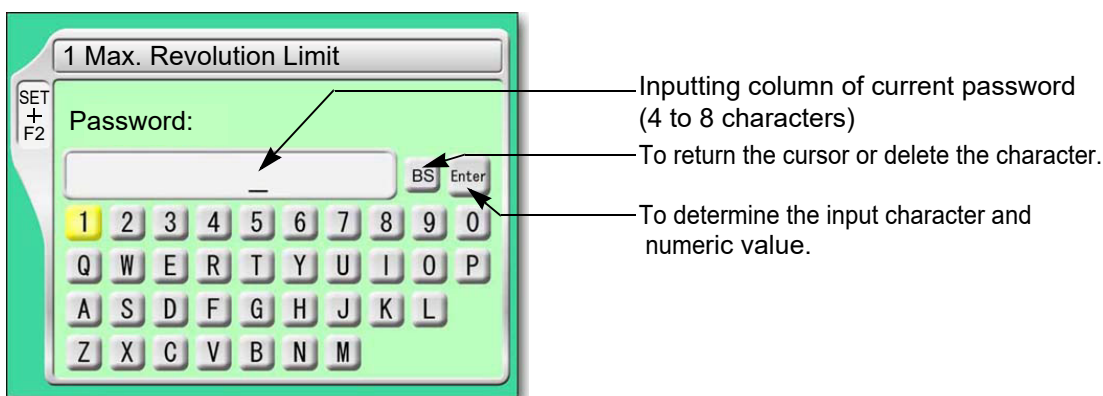 1 Max. Revolution Limit
SET
+
F2
Password:
_
BS Enter
1 2 3 4 5 6 7 8 9 0
Q W E R T Y U I O P
A S D F G H J K L
Z X C V B N M
Inputting column of current password
(4 to 8 characters)
To return the cursor or delete the character.
To determine the input character and
numeric value.